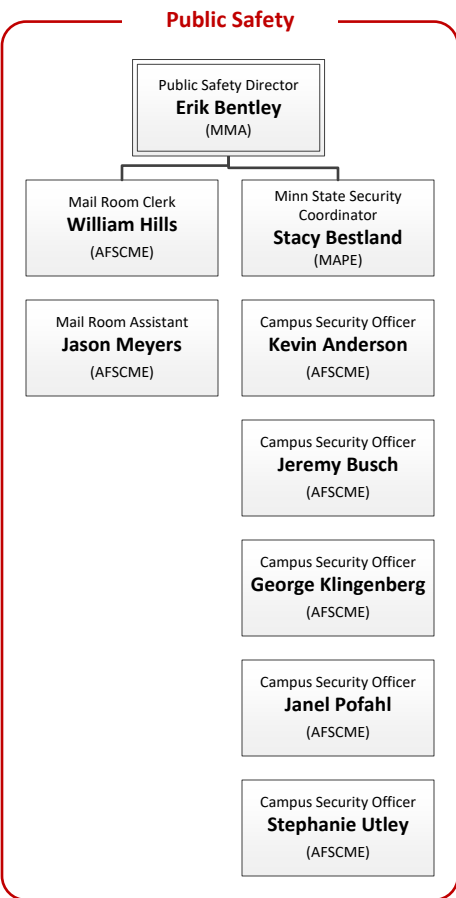 Public Safety
Public Safety Director
Erik Bentley
(MMA)
Mail Room Clerk
William Hills
(AFSCME)
Minn State Security
Coordinator
Stacy Bestland
(MAPE)
Mail Room Assistant
Jason Meyers
(AFSCME)
Campus Security Officer
Kevin Anderson
(AFSCME)
Campus Security Officer
Jeremy Busch
(AFSCME)
Campus Security Officer
George Klingenberg
(AFSCME)
Campus Security Officer
Janel Pofahl
(AFSCME)
Campus Security Officer
Stephanie Utley
(AFSCME)